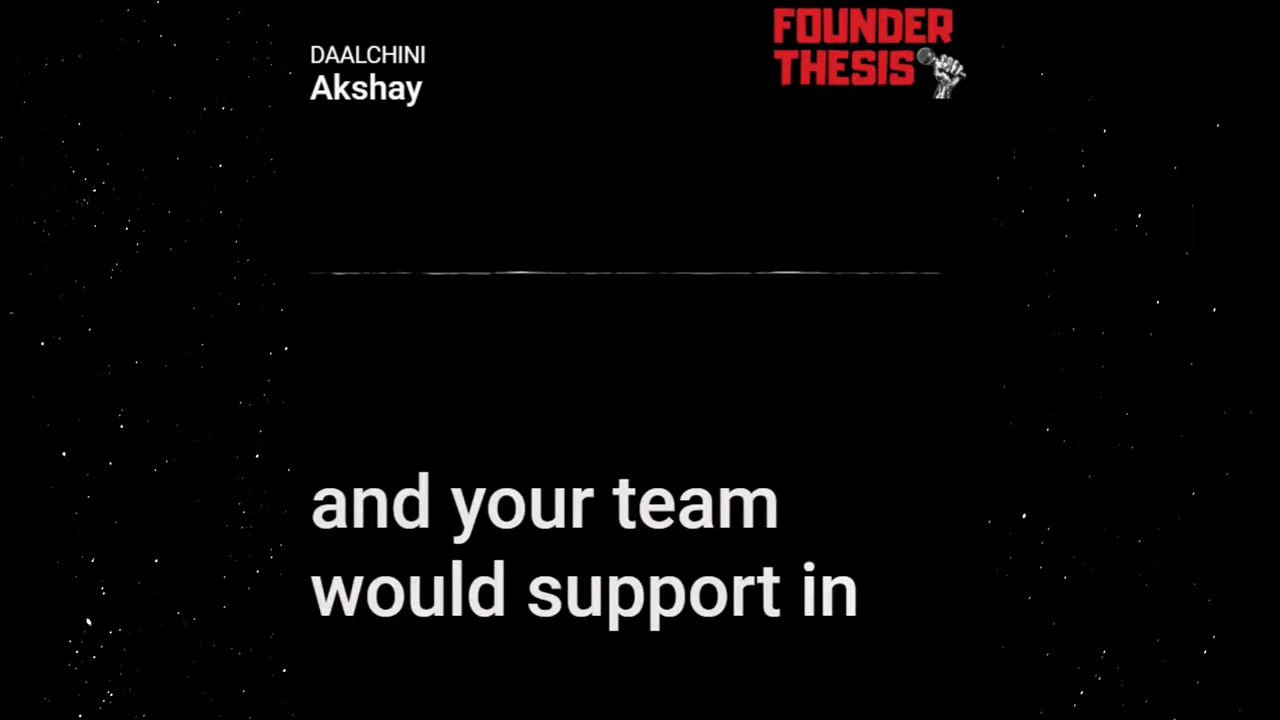 DAALCHINI
Akshay
FOUNDER
THESIS
and your team
would support in